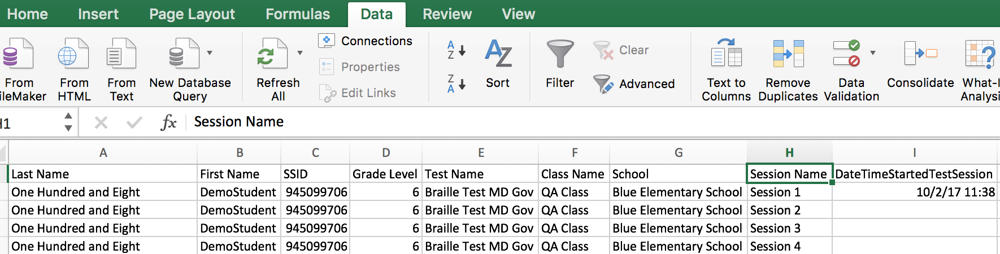 Home Insert Page Layout Formulas Data Review View
Connections
Properties
Edit Links
Clear
Advanced
From
HTML
From
Text
New Database
Query
Refresh
All
A
Z
Z
A
AZ
Sort
Filter
Text to
Columns
Remove
Duplicates
Data
Validation
Consolidate
From
ileMaker
What-I
Analysi
H1 fx Session Name
A B C D E F G H I
Last Name First Name SSID Grade Level Test Name Class Name School Session Name DateTimeStartedTestSession
One Hundred and Eight DemoStudent 945099706 6 Braille Test MD Gov QA Class Blue Elementary School Session 1 10/2/17 11:38
One Hundred and Eight DemoStudent 945099706 6 Braille Test MD Gov QA Class Blue Elementary School Session 2
One Hundred and Eight DemoStudent 945099706 6 Braille Test MD Gov QA Class Blue Elementary School Session 3
One Hundred and Eight DemoStudent 945099706 6 Braille Test MD Gov QA Class Blue Elementary School Session 4